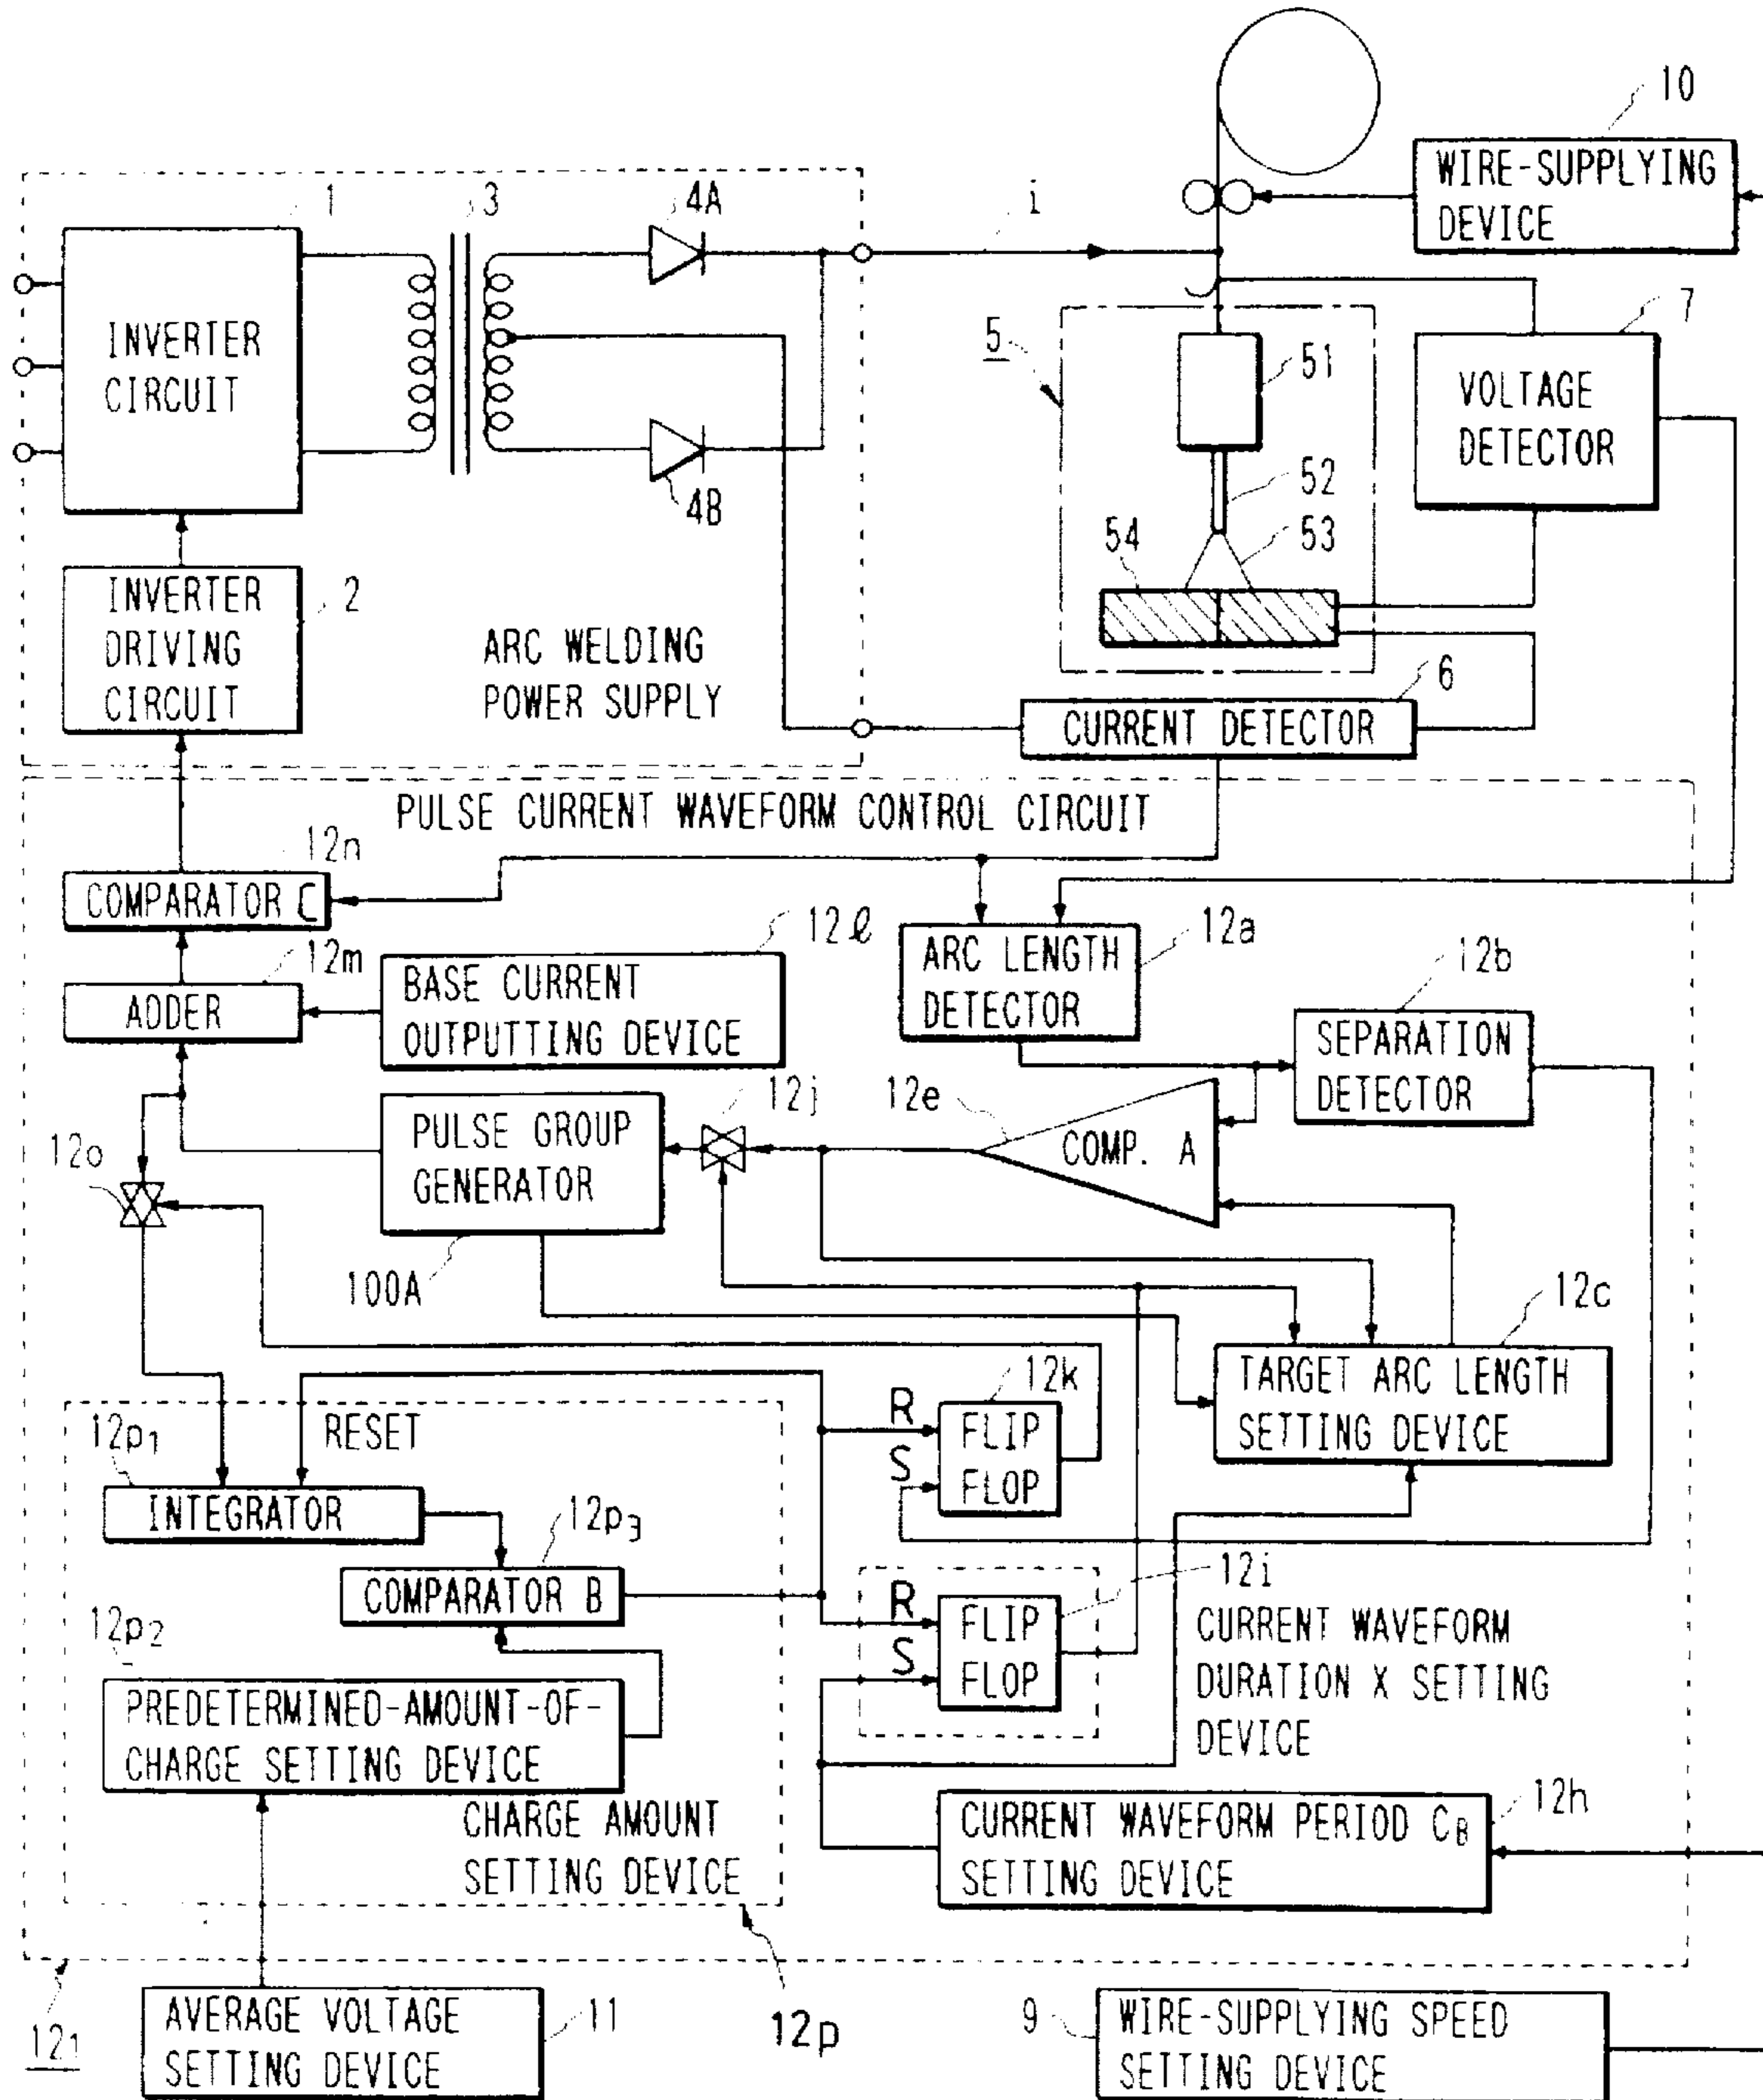 10
WIRE-SUPPLYING
DEVICE
1
3
4A
i
INVERTER
CIRCUIT
4B
5
51
52
53
54
7
VOLTAGE
DETECTOR
INVERTER
DRIVING
CIRCUIT
2
ARC WELDING
POWER SUPPLY
6
CURRENT DETECTOR
PULSE CURRENT WAVEFORM CONTROL CIRCUIT
12n
COMPARATOR C
12m
ADDER
12ℓ
BASE CURRENT
OUTPUTTING DEVICE
12a
ARC LENGTH
DETECTOR
12b
SEPARATION
DETECTOR
12o
PULSE GROUP
GENERATOR
100A
12j
12e
COMP. A
12c
TARGET ARC LENGTH
SETTING DEVICE
12k
R
S
FLIP
FLOP
RESET
12p1
INTEGRATOR
12p3
COMPARATOR B
12p2
PREDETERMINED-AMOUNT-OF-
CHARGE SETTING DEVICE
CHARGE AMOUNT
SETTING DEVICE
12i
R
S
FLIP
FLOP
CURRENT WAVEFORM
DURATION X SETTING
DEVICE
12h
CURRENT WAVEFORM PERIOD CB
SETTING DEVICE
121
AVERAGE VOLTAGE
SETTING DEVICE
11
12p
9
WIRE-SUPPLYING SPEED
SETTING DEVICE